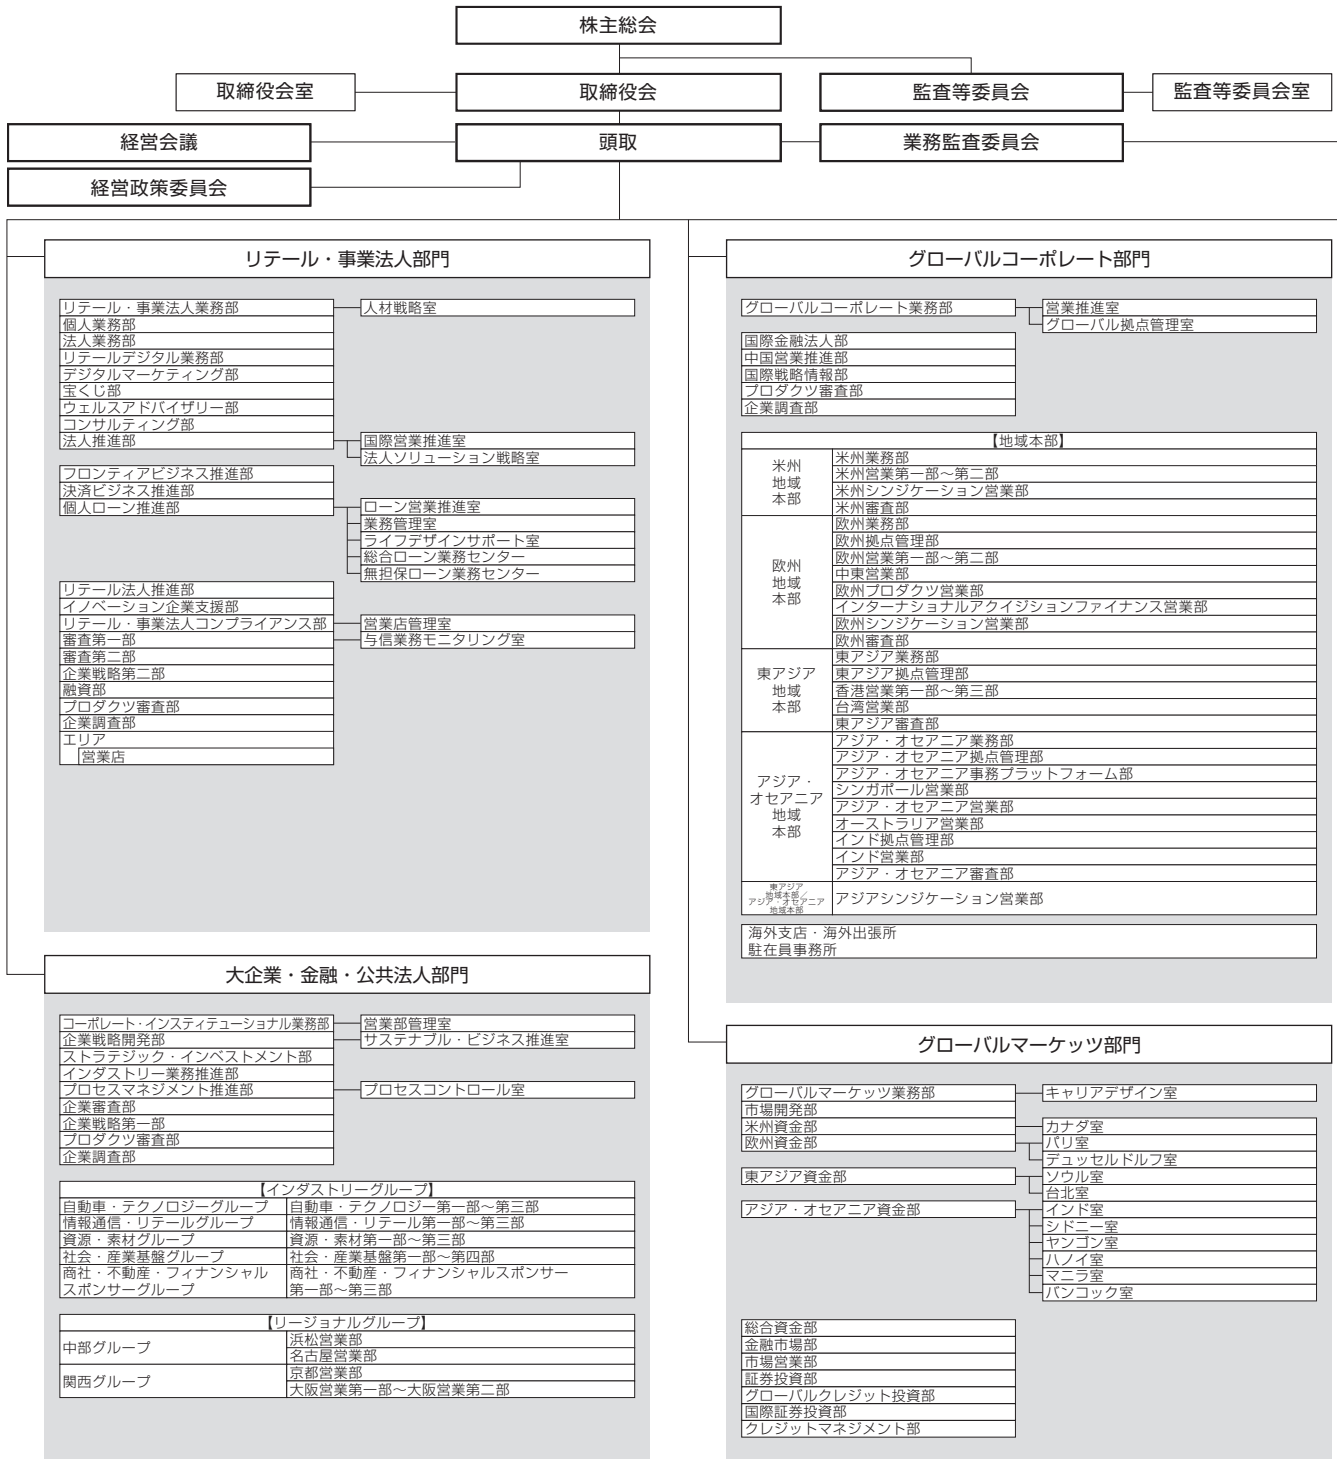 株主総会
取締役会室
取締役会
監査等委員会
監査等委員会室
経営会議
頭取
業務監査委員会
経営政策委員会
リテール・事業法人部門
リテール・事業法人業務部
人材戦略室
個人業務部
法人業務部
リテールデジタル業務部
デジタルマーケティング部
宝くじ部
ウェルスアドバイザリー部
コンサルティング部
法人推進部
国際営業推進室
法人ソリューション戦略室
フロンティアビジネス推進部
決済ビジネス推進部
個人ローン推進部
ローン営業推進室
業務管理室
ライフデザインサポート室
総合ローン業務センター
無担保ローン業務センター
リテール法人推進部
イノベーション企業支援部
リテール・事業法人コンプライアンス部
営業店管理室
審査第一部
与信業務モニタリング室
審査第二部
企業戦略第二部
融資部
プロダクツ審査部
企業調査部
エリア
営業店
大企業・金融・公共法人部門
コーポレート・インスティテューショナル業務部
営業部管理室
企業戦略開発部
サステナブル・ビジネス推進室
ストラテジック・インベストメント部
インダストリー業務推進部
プロセスマネジメント推進部
プロセスコントロール室
企業審査部
企業戦略第一部
プロダクツ審査部
企業調査部
【インダストリーグループ】
自動車・テクノロジーグループ
自動車・テクノロジー第一部～第三部
情報通信・リテールグループ
情報通信・リテール第一部～第三部
資源・素材グループ
資源・素材第一部～第三部
社会・産業基盤グループ
社会・産業基盤第一部～第四部
商社・不動産・フィナンシャル
スポンサーグループ
商社・不動産・フィナンシャルスポンサー
第一部～第三部
【リージョナルグループ】
中部グループ
浜松営業部
名古屋営業部
関西グループ
京都営業部
大阪営業第一部～大阪営業第二部
グローバルコーポレート部門
グローバルコーポレート業務部
営業推進室
グローバル拠点管理室
国際金融法人部
中国営業推進部
国際戦略情報部
プロダクツ審査部
企業調査部
【地域本部】
米州
地域
本部
米州業務部
米州営業第一部～第二部
米州シンジケーション営業部
米州審査部
欧州
地域
本部
欧州業務部
欧州拠点管理部
欧州営業第一部～第二部
中東営業部
欧州プロダクツ営業部
インターナショナルアクイジションファイナンス営業部
欧州シンジケーション営業部
欧州審査部
東アジア
地域
本部
東アジア業務部
東アジア拠点管理部
香港営業第一部～第三部
台湾営業部
東アジア審査部
アジア・
オセアニア
地域
本部
アジア・オセアニア業務部
アジア・オセアニア拠点管理部
アジア・オセアニア事務プラットフォーム部
シンガポール営業部
アジア・オセアニア営業部
オーストラリア営業部
インド拠点管理部
インド営業部
アジア・オセアニア審査部
東アジア
地域本部／
アジア・オセアニア
地域本部
アジアシンジケーション営業部
海外支店・海外出張所
駐在員事務所
グローバルマーケッツ部門
グローバルマーケッツ業務部
キャリアデザイン室
市場開発部
米州資金部
カナダ室
欧州資金部
パリ室
デュッセルドルフ室
東アジア資金部
ソウル室
台北室
アジア・オセアニア資金部
インド室
シドニー室
ヤンゴン室
ハノイ室
マニラ室
バンコック室
総合資金部
金融市場部
市場営業部
証券投資部
グローバルクレジット投資部
国際証券投資部
クレジットマネジメント部